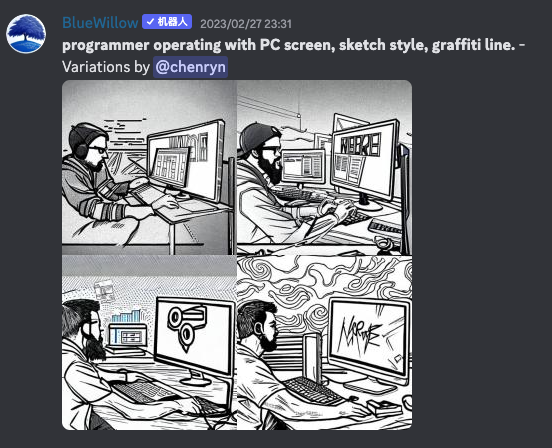 BlueWillow ✓ 机器人 2023/02/27 23:31
programmer operating with PC screen, sketch style, graffiti line. -
Variations by @chenryn